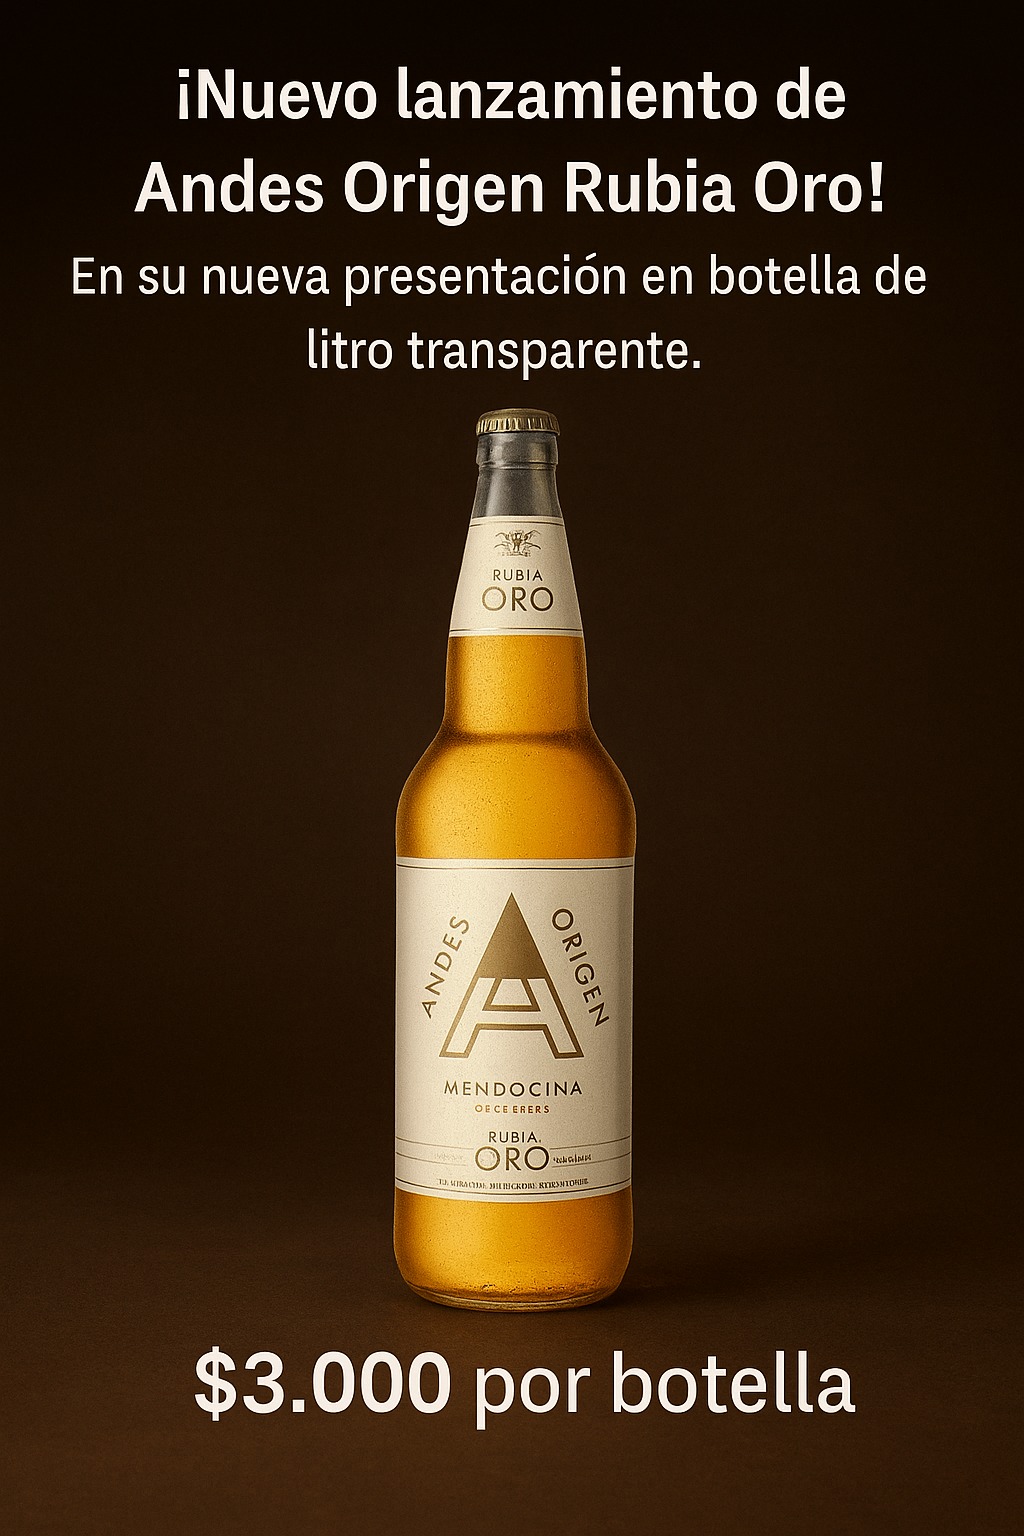 ¡Nuevo lanzamiento de
Andes Origen Rubia Oro!
En su nueva presentación en botella de
litro transparente.
RUBIA
ORO
ANDES ORIGEN
MENDOCINA
RUBIA
ORO
$3.000 por botella